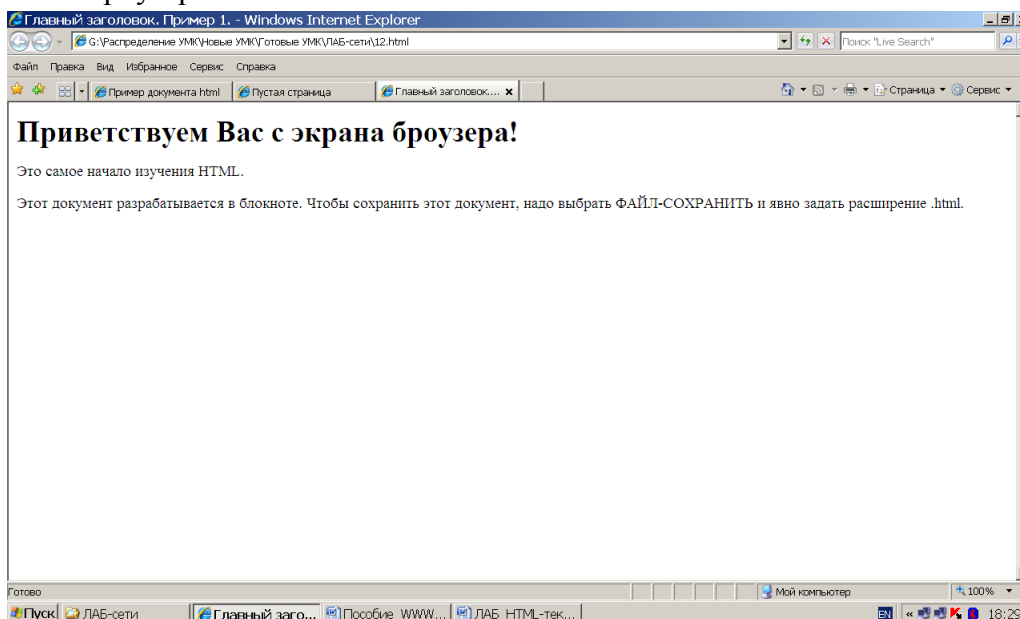 Главный заголовок. Пример 1. - Windows Internet Explorer
G:\Распределение УМК\Новые УМК\Готовые УМК\ЛАБ-сети\12.html
Поиск "Live Search"
Файл Правка Вид Избранное Сервис Справка
Пример документа html Пустая страница Главный заголовок.... Страница Сервис
Приветствуем Вас с экрана броузера!
Это самое начало изучения HTML.
Этот документ разрабатывается в блокноте. Чтобы сохранить этот документ, надо выбрать ФАЙЛ-СОХРАНИТЬ и явно задать расширение .html.
Готово Мой компьютер 100%
Пуск ЛАБ-сети Главный заго... Пособие WWW... ЛАБ HTML-тек... EN « 18:29